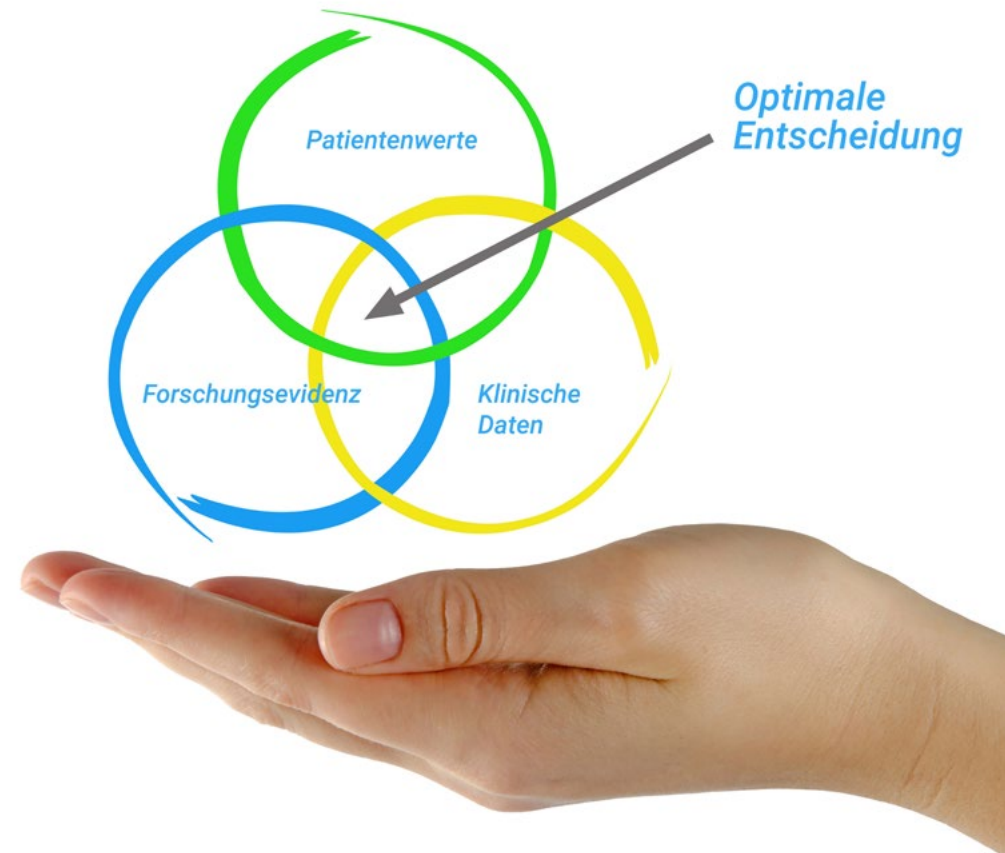 Optimale
Entscheidung
Patientenwerte
Forschungsevidenz
Klinische
Daten